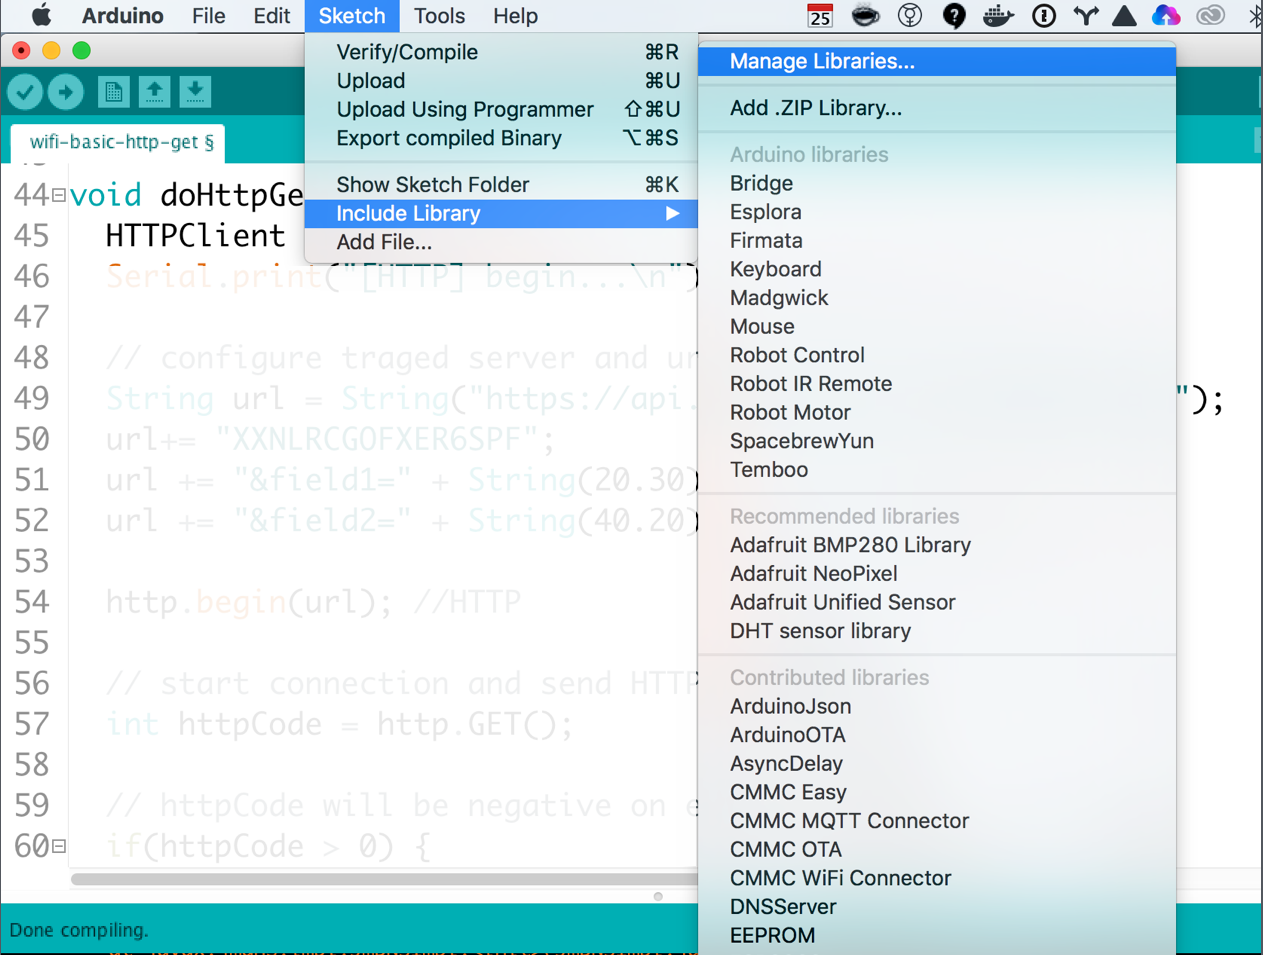 Arduino File Edit Sketch Tools Help
25
Verify/Compile ⌘R
Upload ⌘U
Upload Using Programmer ⇧⌘U
Export compiled Binary ⌥⌘S
Show Sketch Folder ⌘K
Include Library ▶
Add File...
Manage Libraries...
Add .ZIP Library...
Arduino libraries
Bridge
Esplora
Firmata
Keyboard
Madgwick
Mouse
Robot Control
Robot IR Remote
Robot Motor
SpacebrewYun
Temboo
Recommended libraries
Adafruit BMP280 Library
Adafruit NeoPixel
Adafruit Unified Sensor
DHT sensor library
Contributed libraries
ArduinoJson
ArduinoOTA
AsyncDelay
CMMC Easy
CMMC MQTT Connector
CMMC OTA
CMMC WiFi Connector
DNSServer
EEPROM
wifi-basic-http-get §
44 void doHttpGe
45 HTTPClient
46 Serial.print("[HTTP] begin...\n")
47
48 // configure traged server and ur
49 String url = String("https://api. ");
50 url+= "XXNLRCGOFXER6SPF";
51 url += "&field1=" + String(20.30)
52 url += "&field2=" + String(40.20)
53
54 http.begin(url); //HTTP
55
56 // start connection and send HTTP
57 int httpCode = http.GET();
58
59 // httpCode will be negative on e
60 if(httpCode > 0) {
Done compiling.